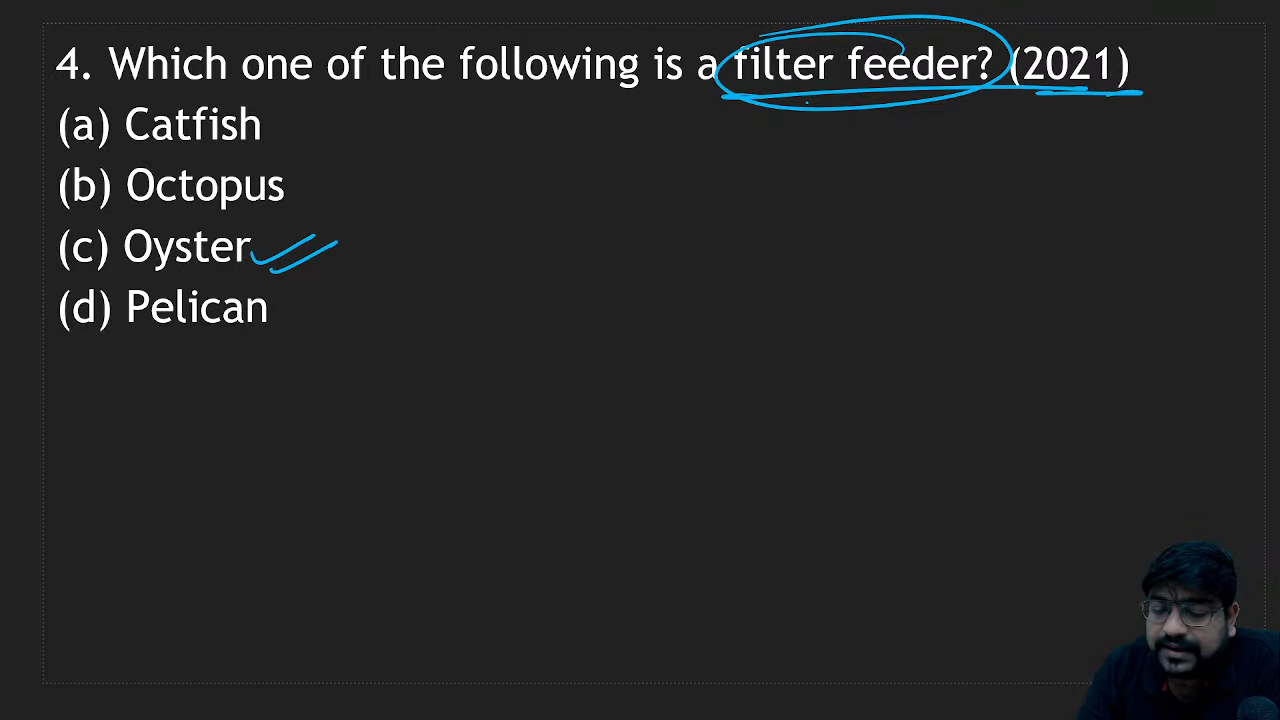 4. Which one of the following is a filter feeder? (2021)
(a) Catfish
(b) Octopus
(c) Oyster
(d) Pelican